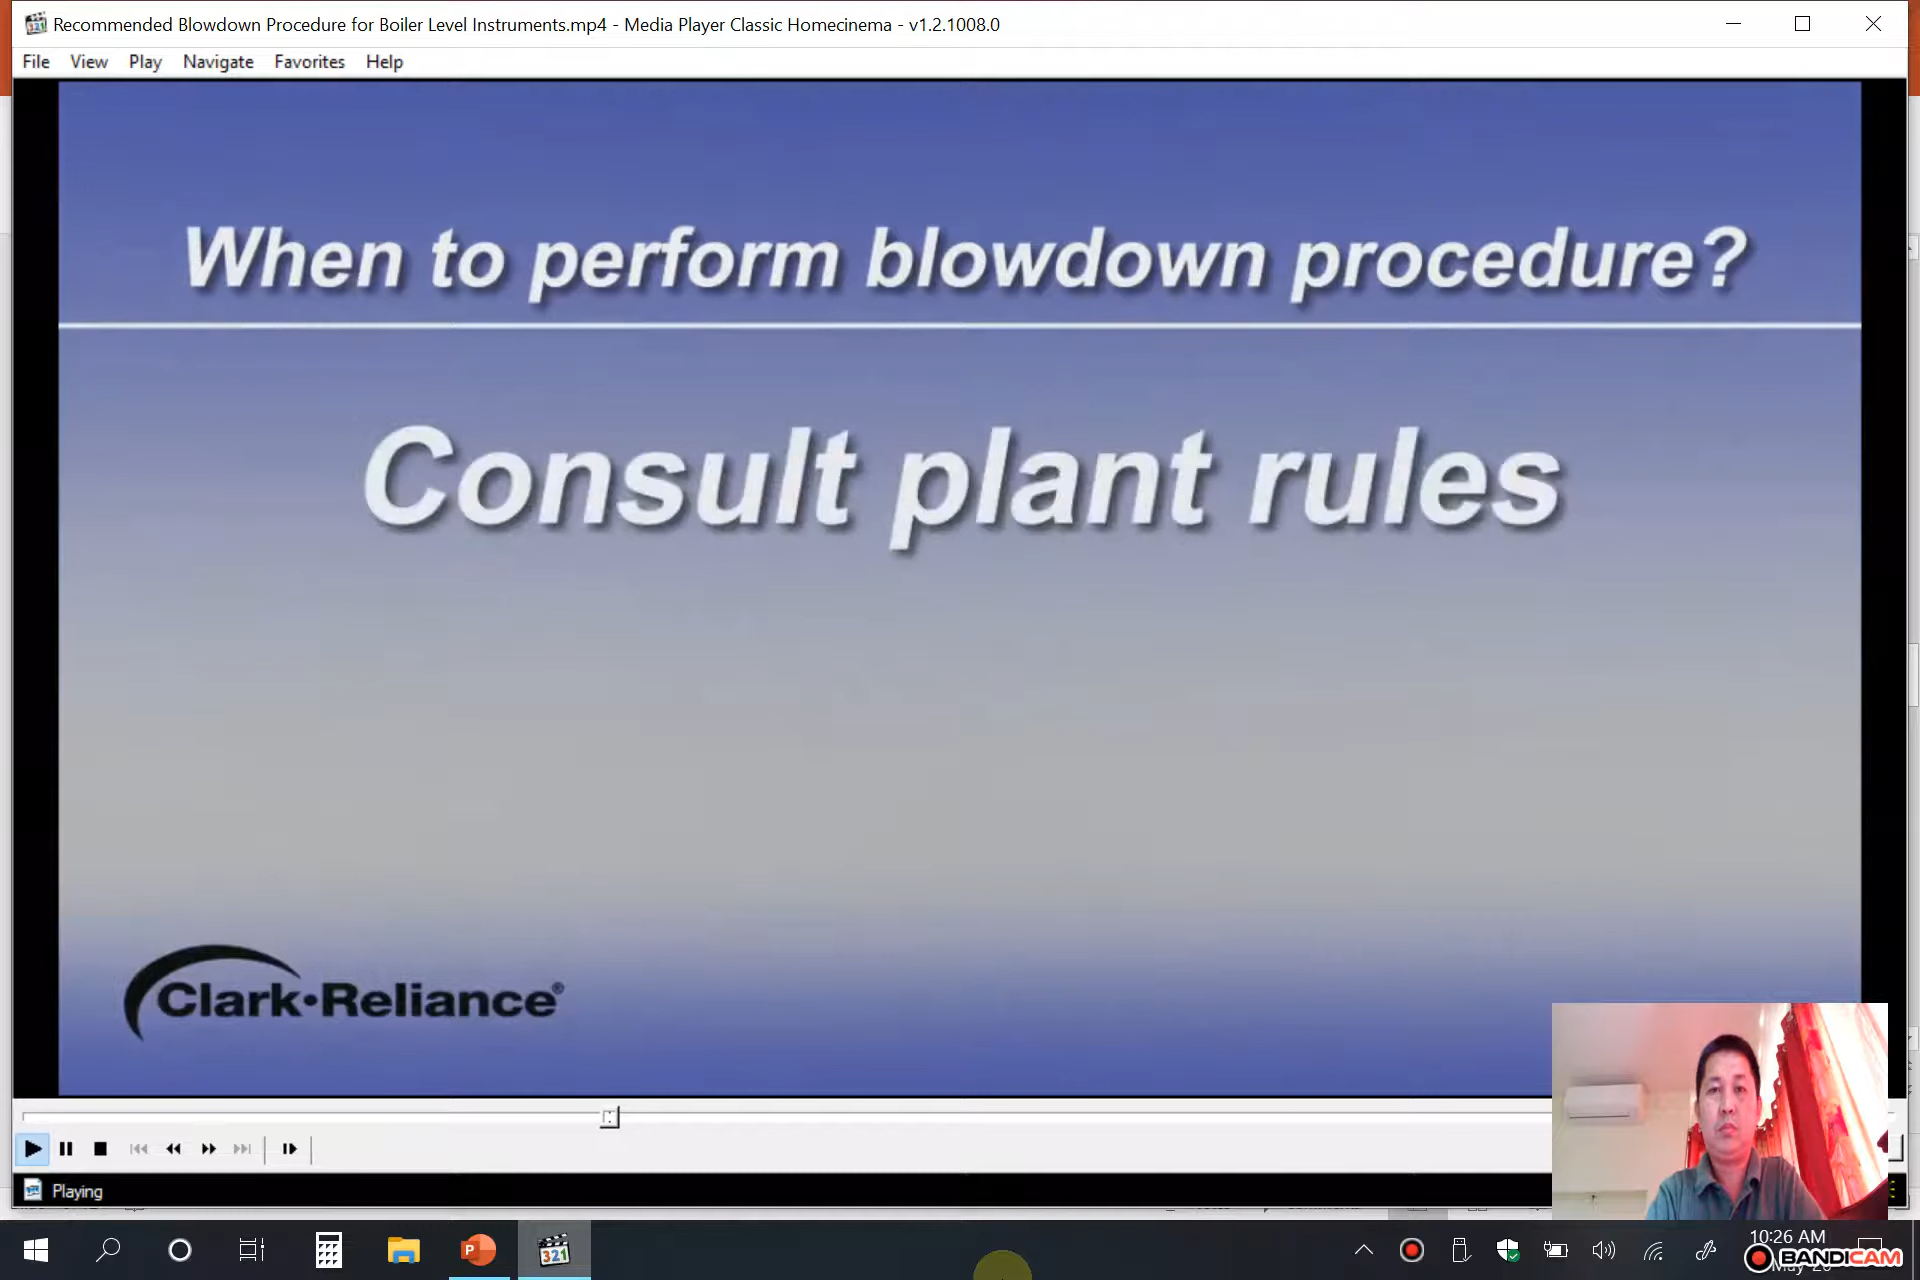 Recommended Blowdown Procedure for Boiler Level Instruments.mp4 - Media Player Classic Homecinema - v1.2.1008.0
File View Play Navigate Favorites Help
When to perform blowdown procedure?
Consult plant rules
Clark·Reliance®
Playing
10:26 AM
BANDICAM